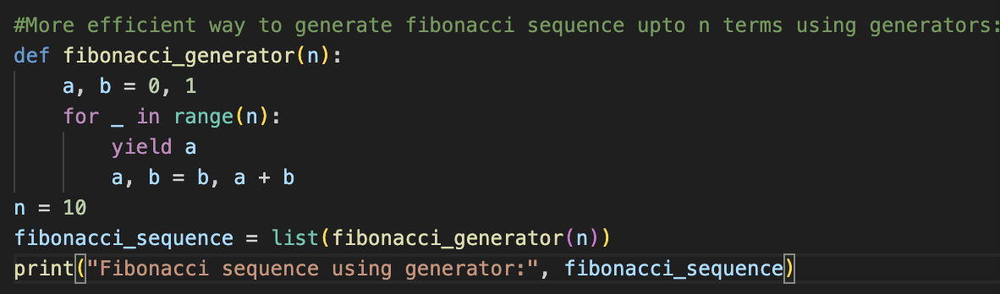 #More efficient way to generate fibonacci sequence upto n terms using generators:
def fibonacci_generator(n):
    a, b = 0, 1
    for _ in range(n):
        yield a
        a, b = b, a + b
n = 10
fibonacci_sequence = list(fibonacci_generator(n))
print("Fibonacci sequence using generator:", fibonacci_sequence)